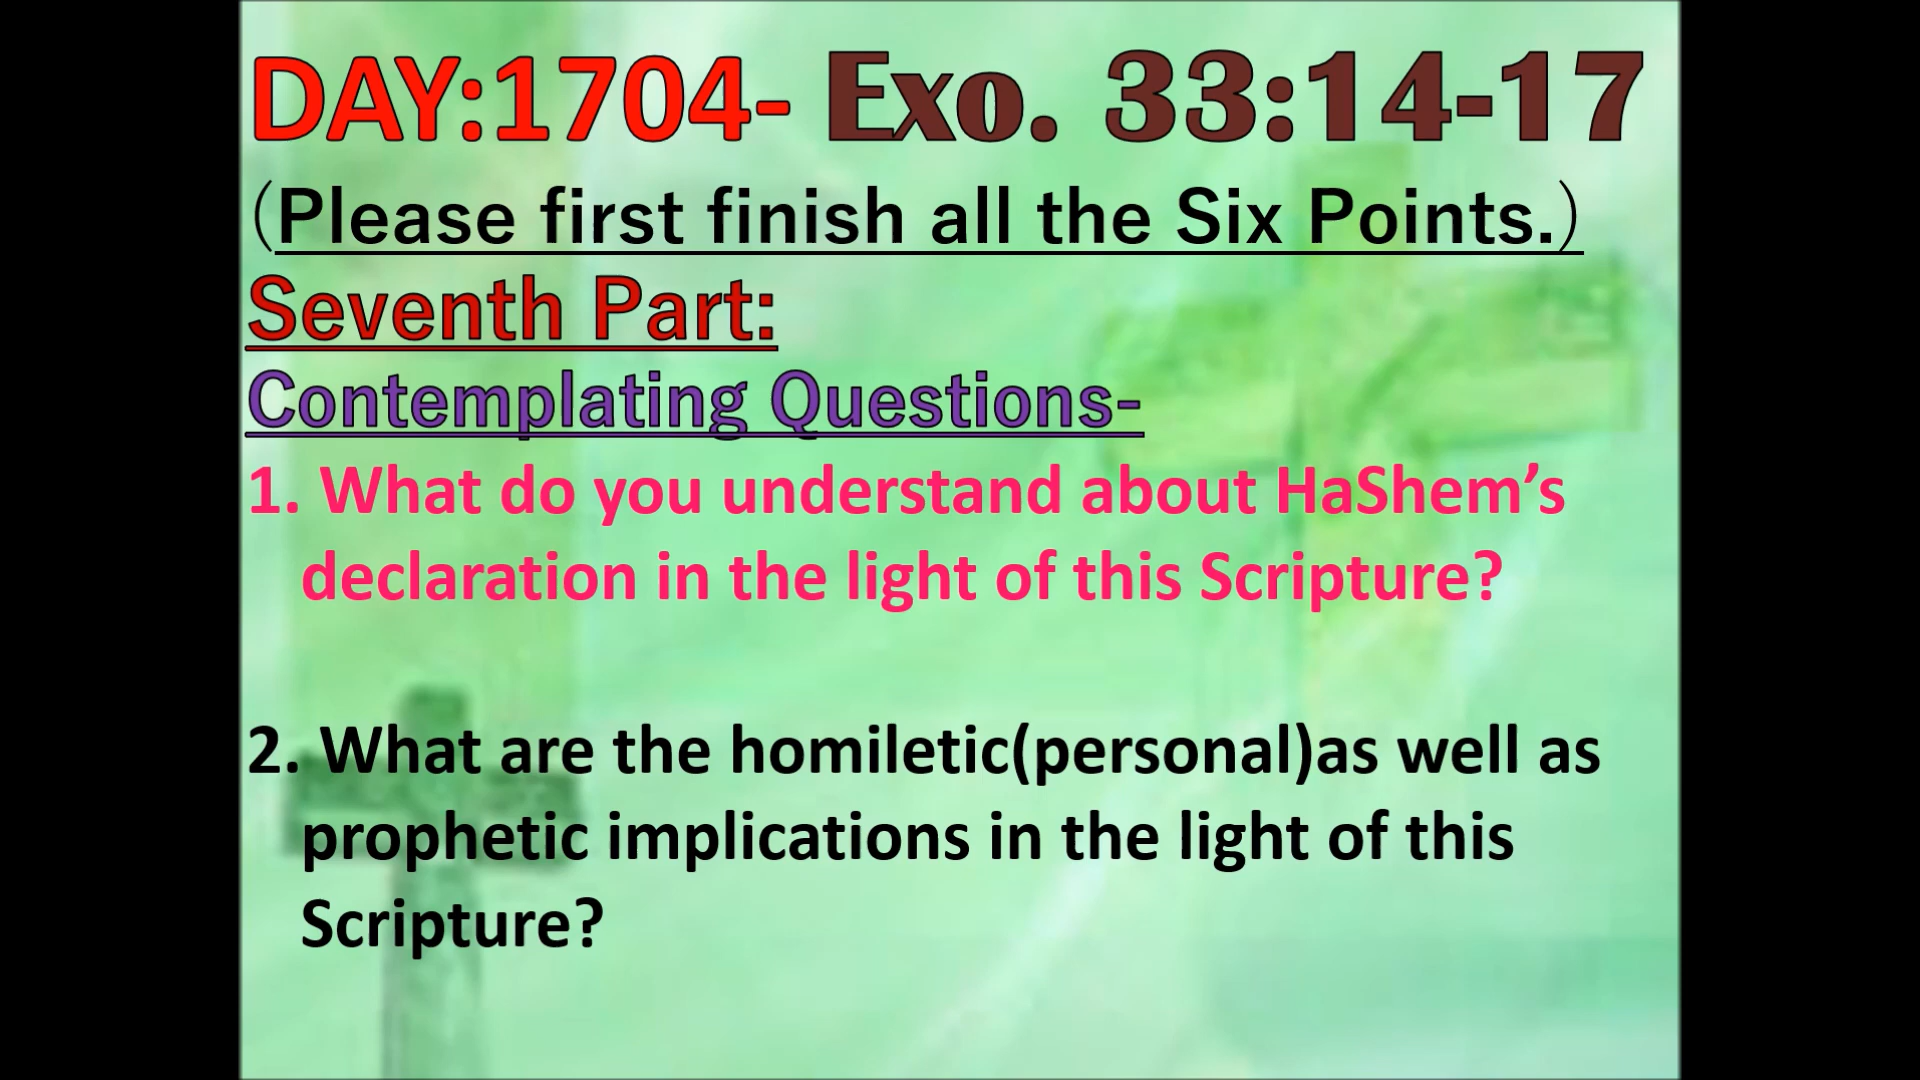 DAY:1704- Exo. 33:14-17
(Please first finish all the Six Points.)
Seventh Part:
Contemplating Questions-
1. What do you understand about HaShem’s
declaration in the light of this Scripture?
2. What are the homiletic(personal)as well as
prophetic implications in the light of this
Scripture?